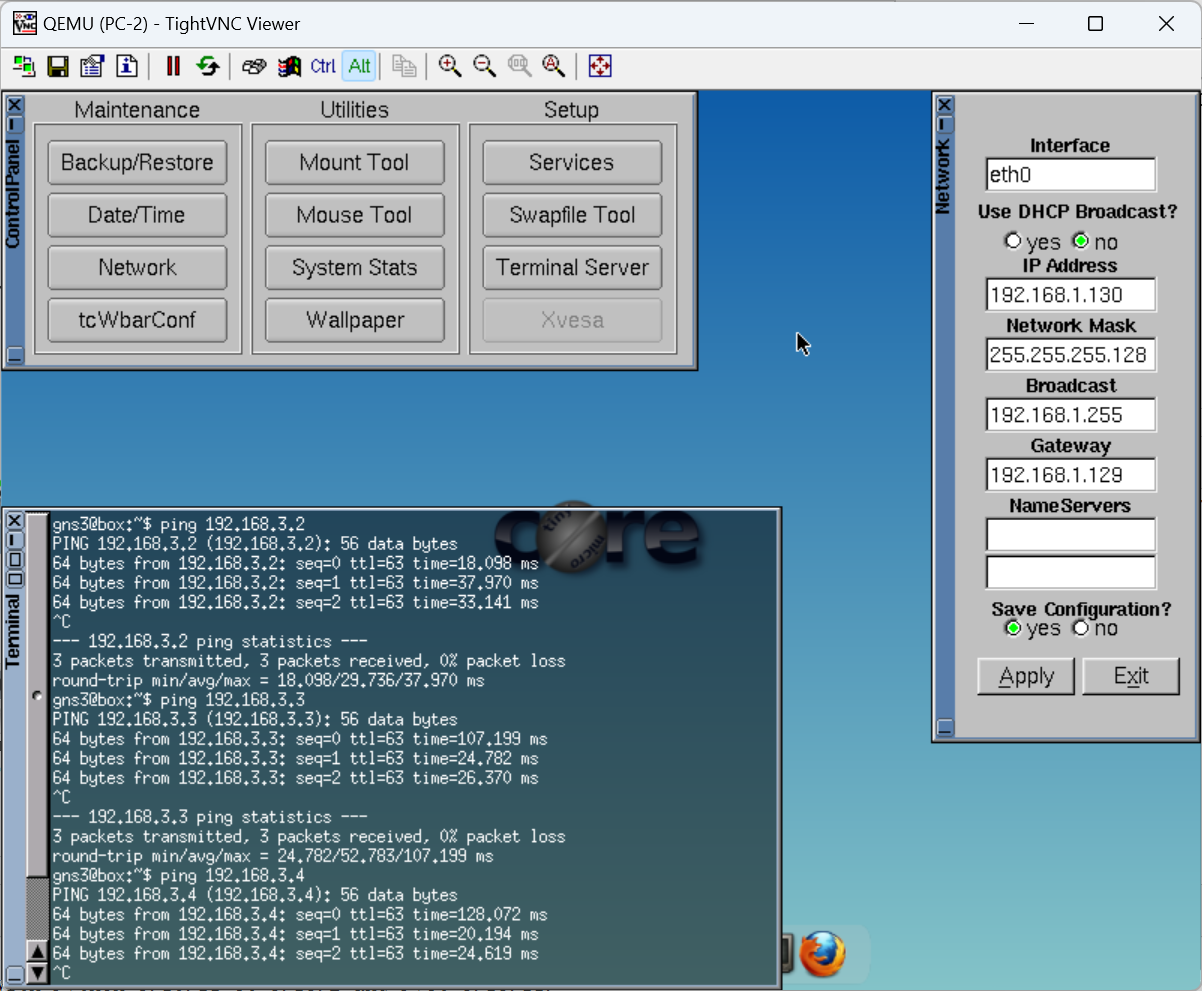 QEMU (PC-2) - TightVNC Viewer
Ctrl Alt
ControlPanel
Maintenance Utilities Setup
Backup/Restore Mount Tool Services
Date/Time Mouse Tool Swapfile Tool
Network System Stats Terminal Server
tcWbarConf Wallpaper Xvesa
Network
Interface
eth0
Use DHCP Broadcast?
yes no
IP Address
192.168.1.130
Network Mask
255.255.255.128
Broadcast
192.168.1.255
Gateway
192.168.1.129
NameServers
Save Configuration?
yes no
Apply Exit
core
tiny
micro
Terminal
gns3@box:~$ ping 192.168.3.2
PING 192.168.3.2 (192.168.3.2): 56 data bytes
64 bytes from 192.168.3.2: seq=0 ttl=63 time=18.098 ms
64 bytes from 192.168.3.2: seq=1 ttl=63 time=37.970 ms
64 bytes from 192.168.3.2: seq=2 ttl=63 time=33.141 ms
^C
--- 192.168.3.2 ping statistics ---
3 packets transmitted, 3 packets received, 0% packet loss
round-trip min/avg/max = 18.098/29.736/37.970 ms
gns3@box:~$ ping 192.168.3.3
PING 192.168.3.3 (192.168.3.3): 56 data bytes
64 bytes from 192.168.3.3: seq=0 ttl=63 time=107.199 ms
64 bytes from 192.168.3.3: seq=1 ttl=63 time=24.782 ms
64 bytes from 192.168.3.3: seq=2 ttl=63 time=26.370 ms
^C
--- 192.168.3.3 ping statistics ---
3 packets transmitted, 3 packets received, 0% packet loss
round-trip min/avg/max = 24.782/52.783/107.199 ms
gns3@box:~$ ping 192.168.3.4
PING 192.168.3.4 (192.168.3.4): 56 data bytes
64 bytes from 192.168.3.4: seq=0 ttl=63 time=128.072 ms
64 bytes from 192.168.3.4: seq=1 ttl=63 time=20.194 ms
64 bytes from 192.168.3.4: seq=2 ttl=63 time=24.619 ms
^C